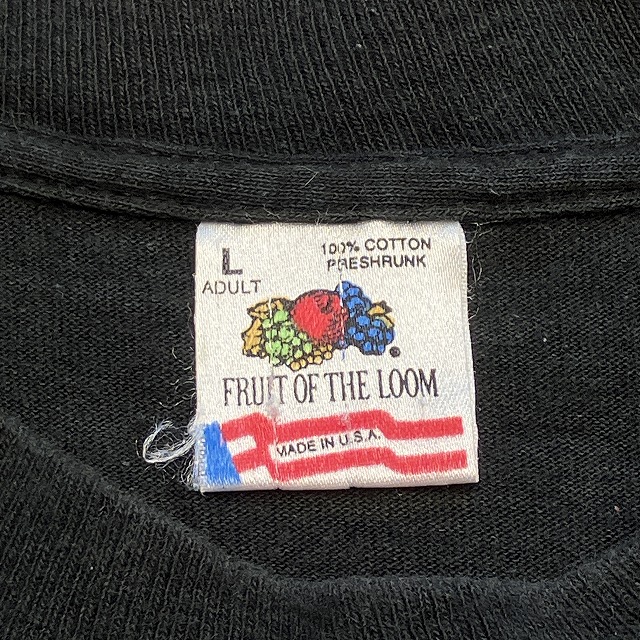 L
ADULT
100% COTTON
PRESHRUNK
FRUIT OF THE LOOM
MADE IN U.S.A.